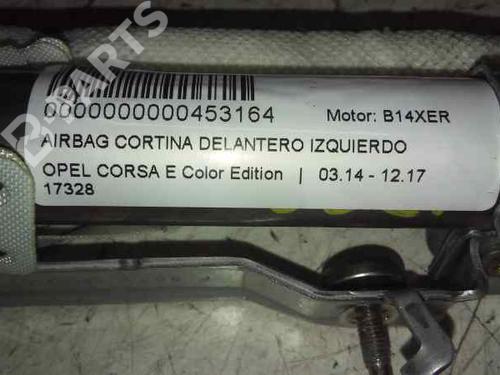 B-PARTS
0000000000453164 Motor: B14XER
AIRBAG CORTINA DELANTERO IZQUIERDO
OPEL CORSA E Color Edition | 03.14 - 12.17
17328